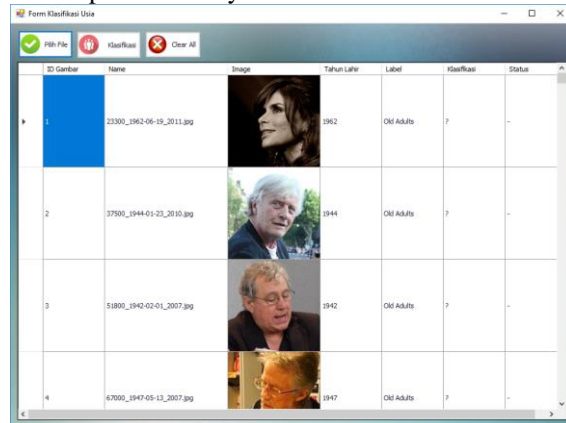 Form Klasifikasi Usia
Pilih File Klasifikasi Clear All
ID Gambar Name Image Tahun Lahir Label Klasifikasi Status
1 23300_1962-06-19_2011.jpg 1962 Old Adults ? -
2 37500_1944-01-23_2010.jpg 1944 Old Adults ? -
3 51800_1942-02-01_2007.jpg 1942 Old Adults ? -
4 67000_1947-05-13_2007.jpg 1947 Old Adults ? -